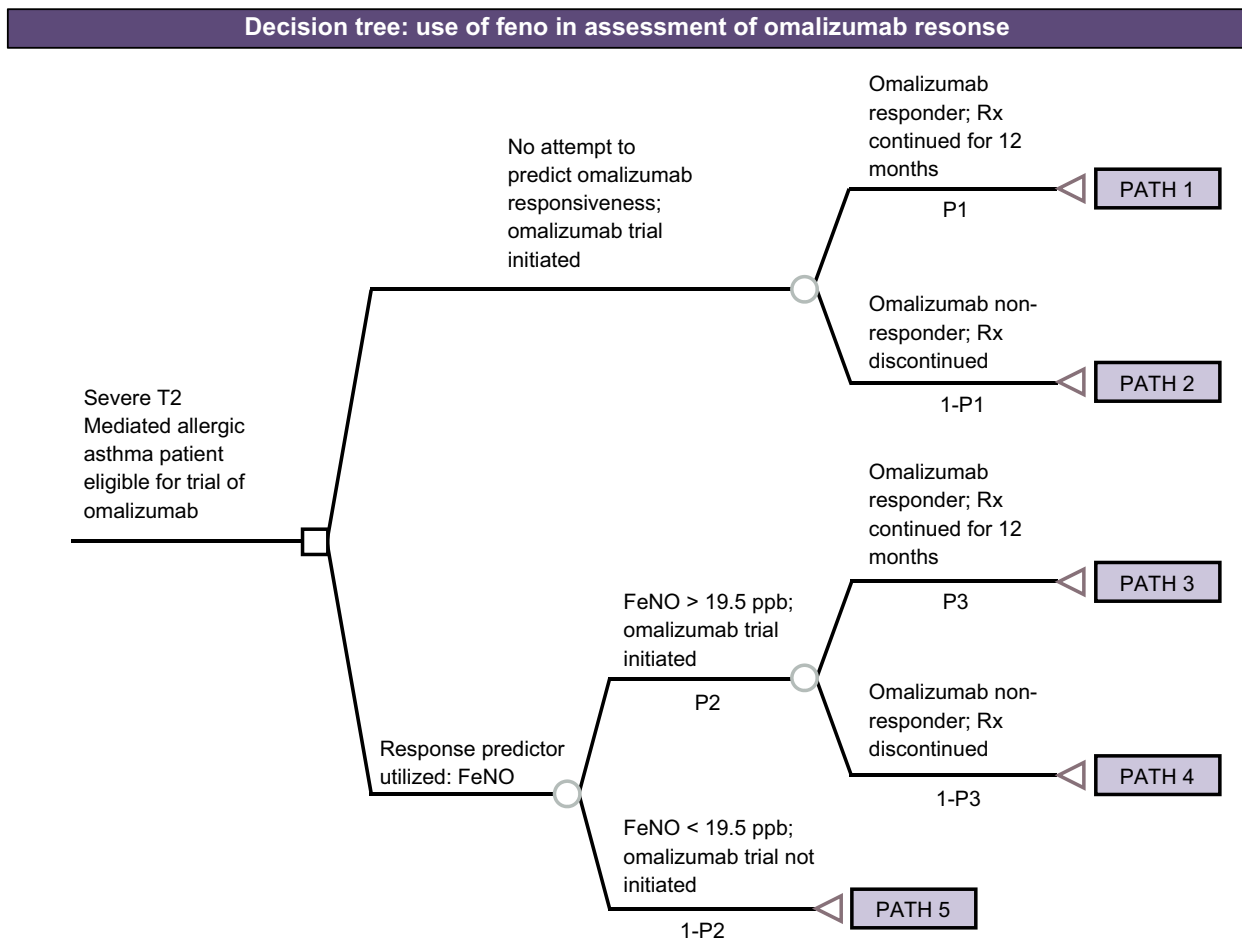 Decision tree: use of feno in assessment of omalizumab resonse
Omalizumab
responder; Rx
continued for 12
months
P1
PATH 1
No attempt to
predict omalizumab
responsiveness;
omalizumab trial
initiated
Omalizumab non-
responder; Rx
discontinued
1-P1
PATH 2
Severe T2
Mediated allergic
asthma patient
eligible for trial of
omalizumab
Omalizumab
responder; Rx
continued for 12
months
P3
PATH 3
FeNO > 19.5 ppb;
omalizumab trial
initiated
P2
Omalizumab non-
responder; Rx
discontinued
1-P3
PATH 4
Response predictor
utilized: FeNO
FeNO < 19.5 ppb;
omalizumab trial not
initiated
1-P2
PATH 5